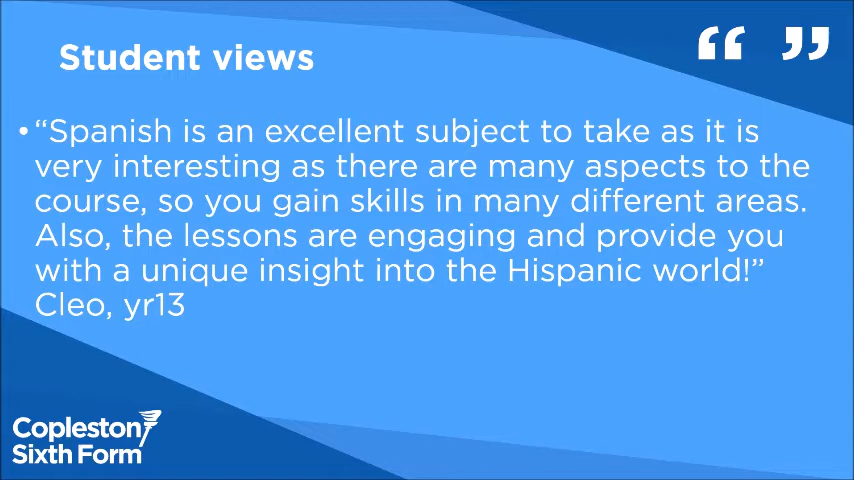 Student views
“ ”
• “Spanish is an excellent subject to take as it is
very interesting as there are many aspects to the
course, so you gain skills in many different areas.
Also, the lessons are engaging and provide you
with a unique insight into the Hispanic world!”
Cleo, yr13
Copleston
Sixth Form